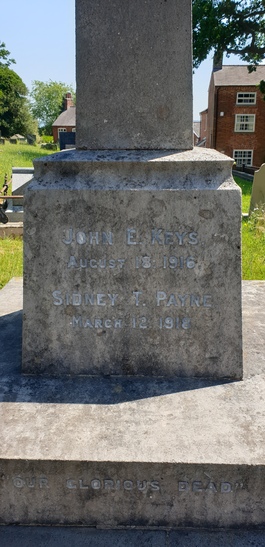 JOHN E. KEYS
AUGUST 18. 1916.
SIDNEY T. PAYNE
MARCH 12. 1918
"OUR GLORIOUS DEAD"